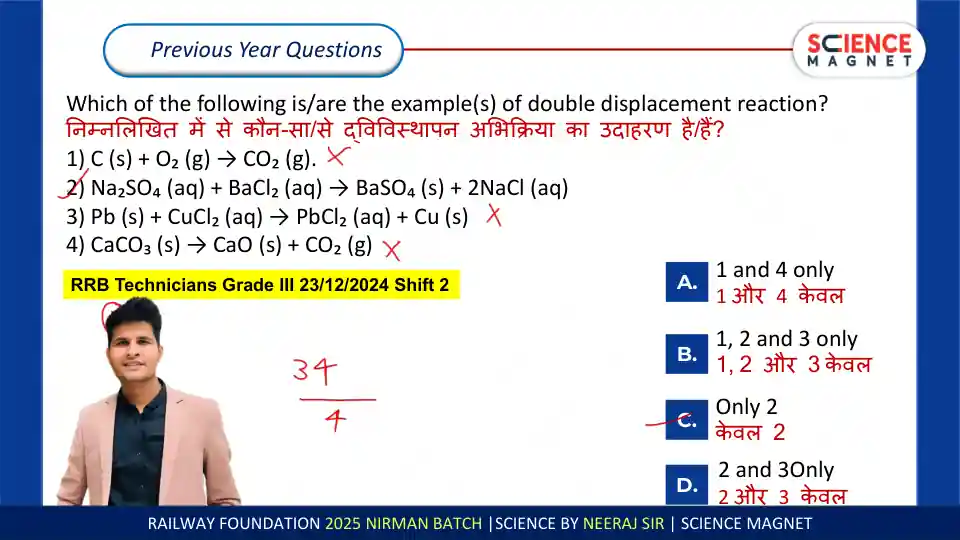 Previous Year Questions
SCIENCE
MAGNET
Which of the following is/are the example(s) of double displacement reaction?
निम्नलिखित में से कौन-सा/से द्विविस्थापन अभिक्रिया का उदाहरण है/हैं?
1) C (s) + O₂ (g) → CO₂ (g).
2) Na₂SO₄ (aq) + BaCl₂ (aq) → BaSO₄ (s) + 2NaCl (aq)
3) Pb (s) + CuCl₂ (aq) → PbCl₂ (aq) + Cu (s)
4) CaCO₃ (s) → CaO (s) + CO₂ (g)
RRB Technicians Grade III 23/12/2024 Shift 2
34
4
A. 1 and 4 only
1 और 4 केवल
B. 1, 2 and 3 only
1, 2 और 3 केवल
C. Only 2
केवल 2
D. 2 and 3Only
2 और 3 केवल
RAILWAY FOUNDATION 2025 NIRMAN BATCH |SCIENCE BY NEERAJ SIR | SCIENCE MAGNET